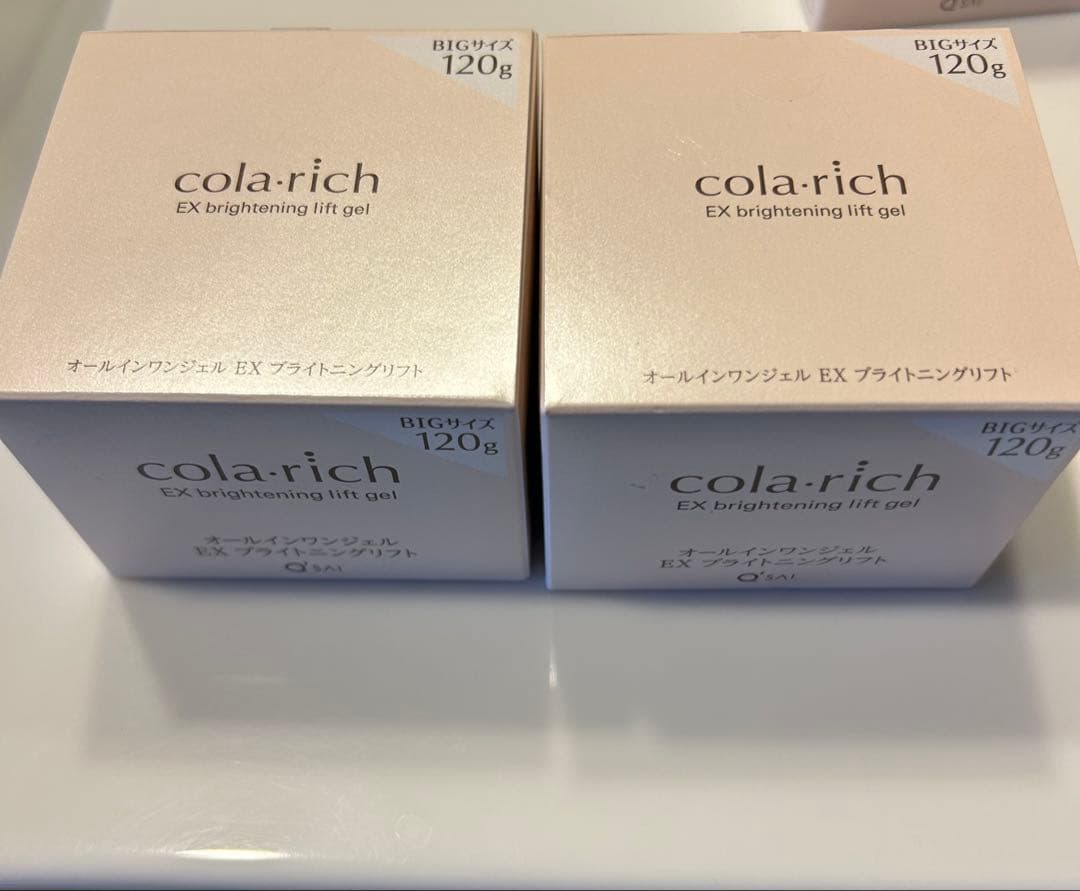 BIGサイズ
120g
cola·rich
EX brightening lift gel
オールインワンジェル EX ブライトニングリフト
BIGサイズ
120g
cola·rich
EX brightening lift gel
オールインワンジェル
EX ブライトニングリフト
Q'SAI
BIGサイズ
120g
cola·rich
EX brightening lift gel
オールインワンジェル EX ブライトニングリフト
BIGサイズ
120g
cola·rich
EX brightening lift gel
オールインワンジェル
EX ブライトニングリフト
Q'SAI
Q'SAI